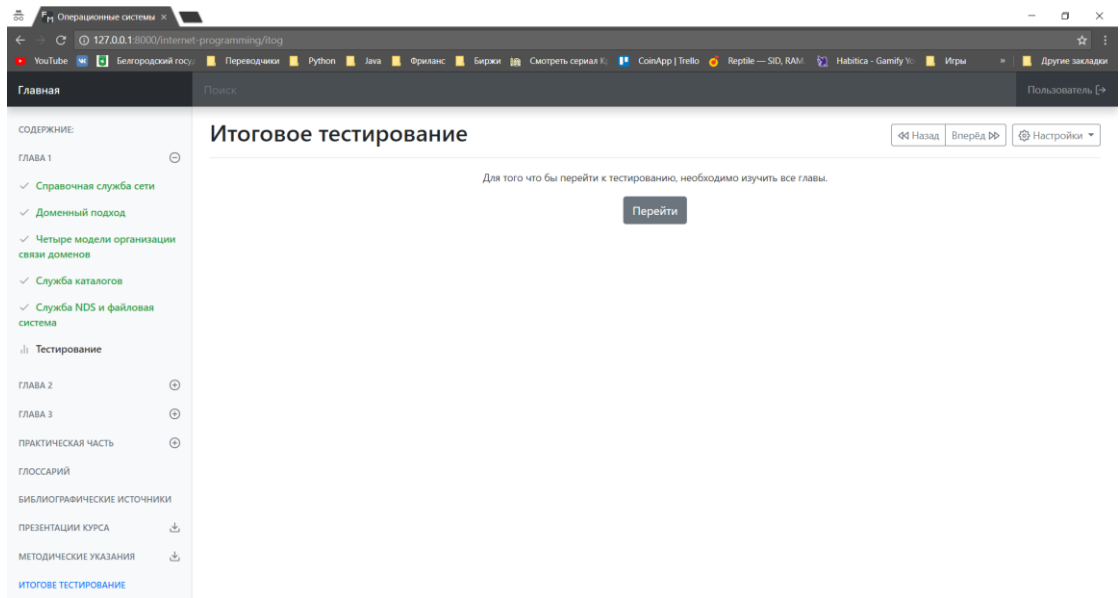 Операционные системы
127.0.0.1:8000/internet-programming/itog
YouTube Белгородский госу Переводчики Python Java Фриланс Биржи Смотреть сериал К CoinApp | Trello Reptile — SID, RAM, Habitica - Gamify Yo Игры » Другие закладки
Главная Поиск Пользователь
СОДЕРЖНИЕ:
Итоговое тестирование
Назад Вперёд Настройки
ГЛАВА 1
Для того что бы перейти к тестированию, необходимо изучить все главы.
Перейти
Справочная служба сети
Доменный подход
Четыре модели организации
связи доменов
Служба каталогов
Служба NDS и файловая
система
Тестирование
ГЛАВА 2
ГЛАВА 3
ПРАКТИЧЕСКАЯ ЧАСТЬ
ГЛОССАРИЙ
БИБЛИОГРАФИЧЕСКИЕ ИСТОЧНИКИ
ПРЕЗЕНТАЦИИ КУРСА
МЕТОДИЧЕСКИЕ УКАЗАНИЯ
ИТОГОВЕ ТЕСТИРОВАНИЕ